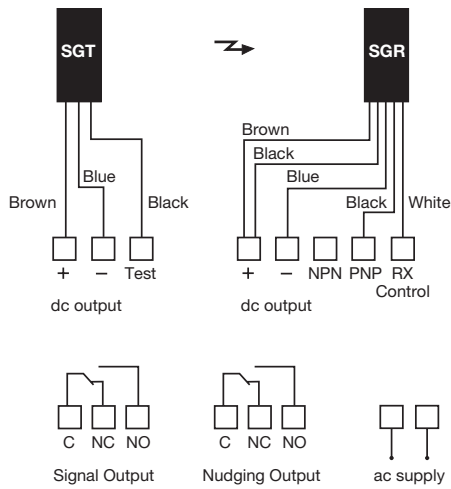 SGT
SGR
Brown
Black
Blue
Blue
Brown
Black
Black
White
+
–
Test
+
–
NPN
PNP
RX
Control
dc output
dc output
C NC NO
C NC NO
Signal Output
Nudging Output
ac supply